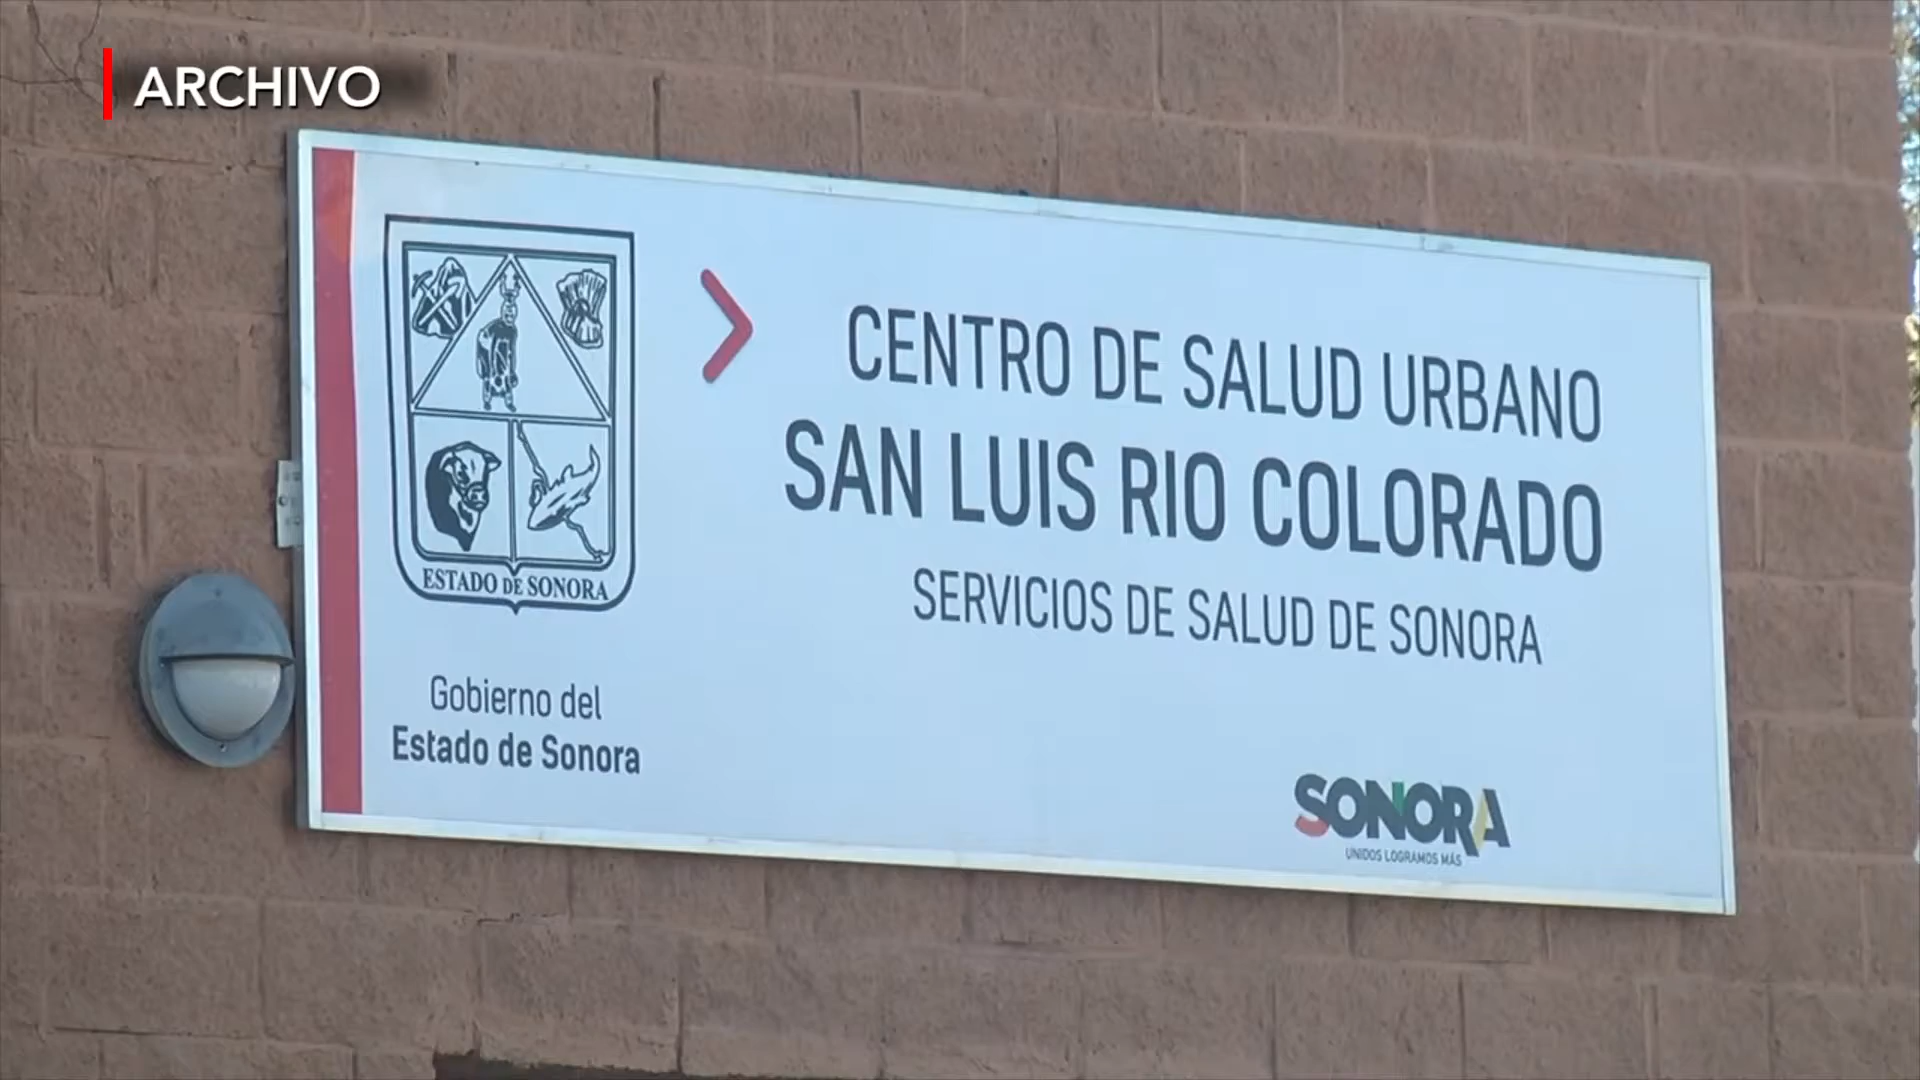 ARCHIVO
CENTRO DE SALUD URBANO
SAN LUIS RIO COLORADO
SERVICIOS DE SALUD DE SONORA
ESTADO DE SONORA
Gobierno del
Estado de Sonora
SONORA
UNIDOS LOGRAMOS MÁS